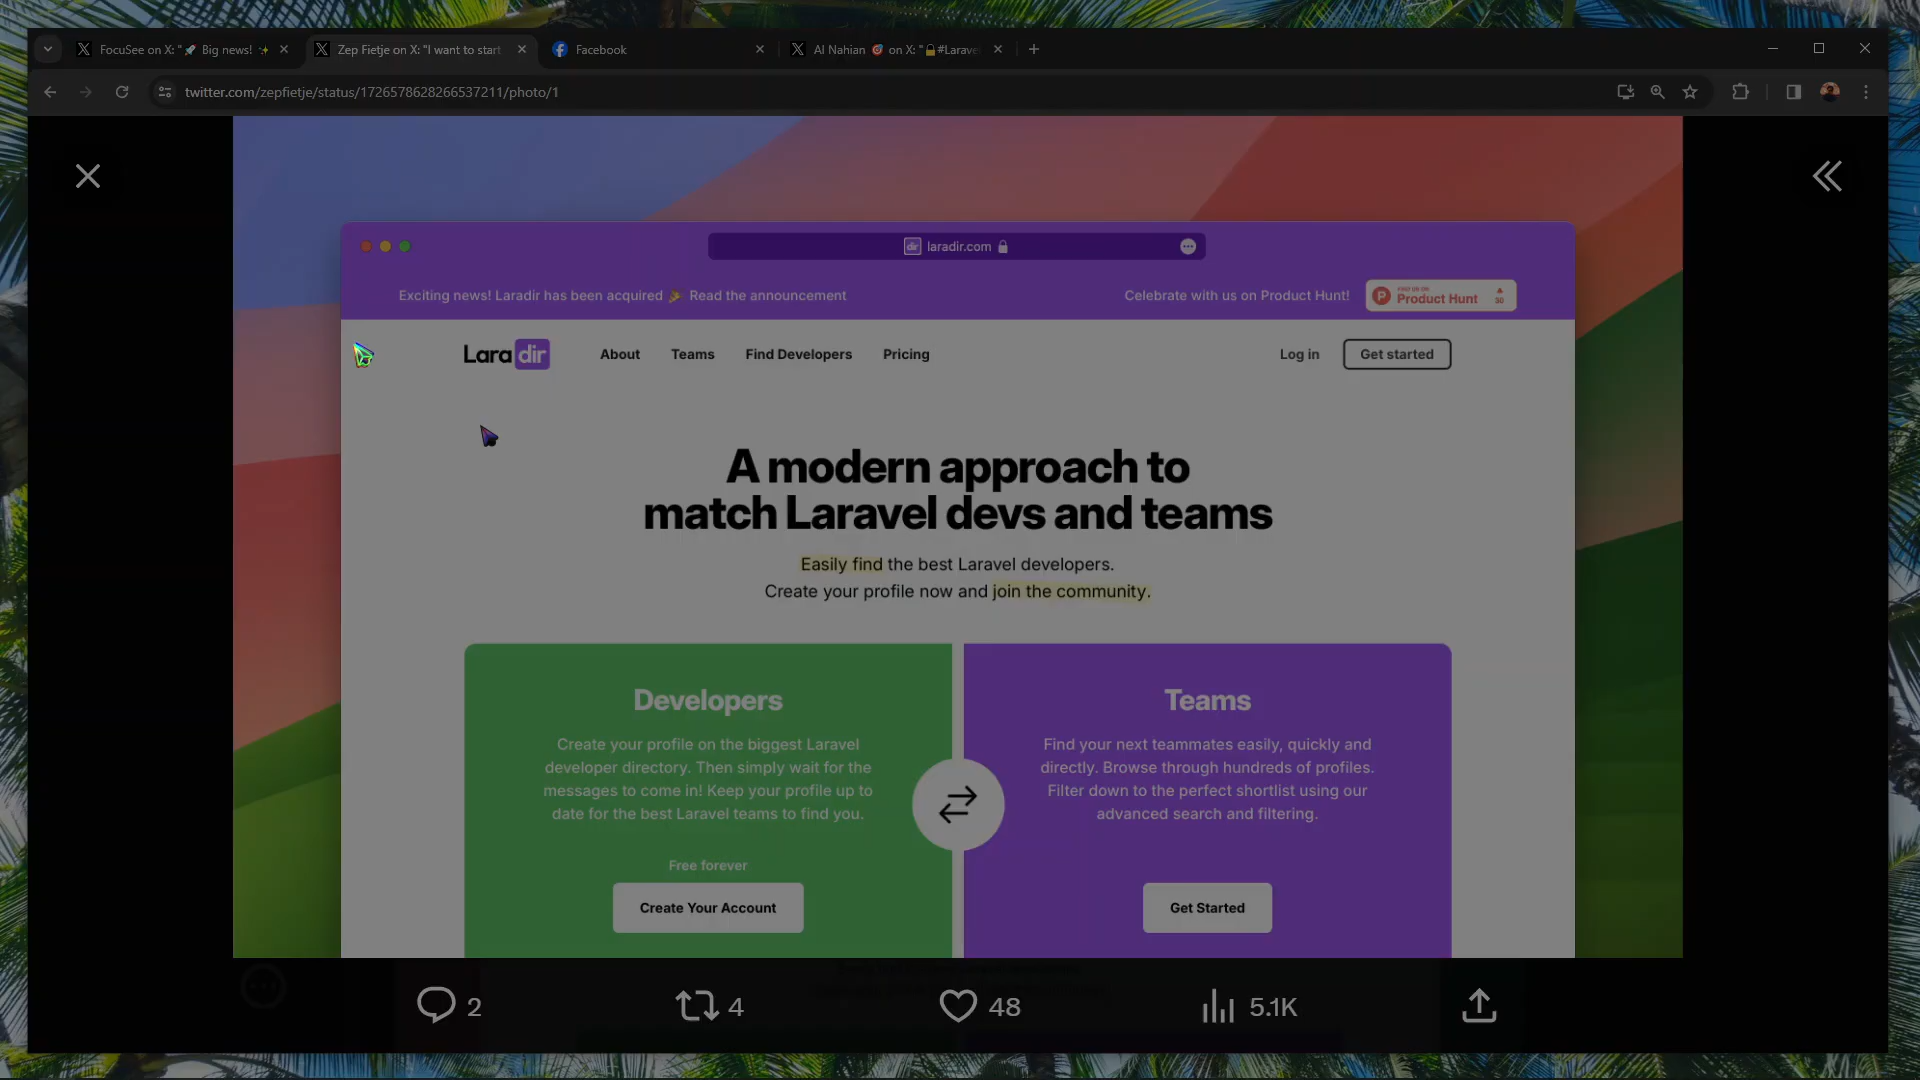 FocuSee on X: "🚀 Big news! ✨
Zep Fietje on X: "I want to start
Facebook
Al Nahian 🎯 on X: "🔒#Larave
twitter.com/zepfietje/status/1726578628266537211/photo/1
dir laradir.com
Exciting news! Laradir has been acquired 🎉 Read the announcement
Celebrate with us on Product Hunt!
FIND US ON
Product Hunt
30
Laradir
About
Teams
Find Developers
Pricing
Log in
Get started
A modern approach to
match Laravel devs and teams
Easily find the best Laravel developers.
Create your profile now and join the community.
Developers
Create your profile on the biggest Laravel
developer directory. Then simply wait for the
messages to come in! Keep your profile up to
date for the best Laravel teams to find you.
Free forever
Create Your Account
Teams
Find your next teammates easily, quickly and
directly. Browse through hundreds of profiles.
Filter down to the perfect shortlist using our
advanced search and filtering.
Get Started
2
4
48
5.1K